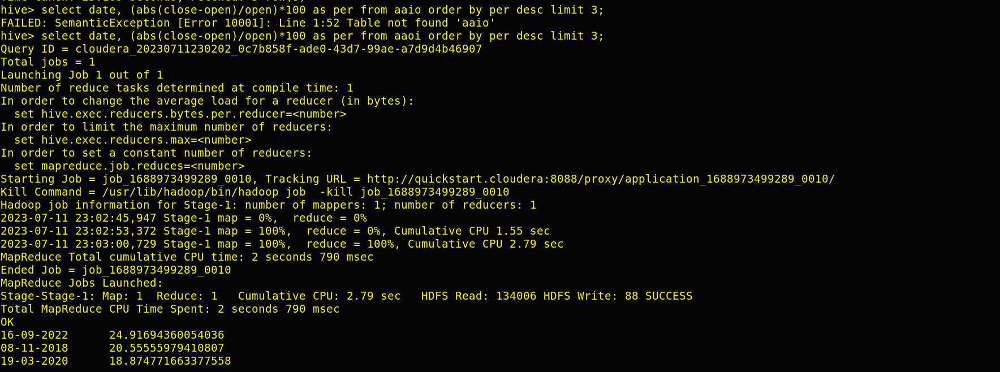 hive> select date, (abs(close-open)/open)*100 as per from aaio order by per desc limit 3;
FAILED: SemanticException [Error 10001]: Line 1:52 Table not found 'aaio'
hive> select date, (abs(close-open)/open)*100 as per from aaoi order by per desc limit 3;
Query ID = cloudera_20230711230202_0c7b858f-ade0-43d7-99ae-a7d9d4b46907
Total jobs = 1
Launching Job 1 out of 1
Number of reduce tasks determined at compile time: 1
In order to change the average load for a reducer (in bytes):
  set hive.exec.reducers.bytes.per.reducer=<number>
In order to limit the maximum number of reducers:
  set hive.exec.reducers.max=<number>
In order to set a constant number of reducers:
  set mapreduce.job.reduces=<number>
Starting Job = job_1688973499289_0010, Tracking URL = http://quickstart.cloudera:8088/proxy/application_1688973499289_0010/
Kill Command = /usr/lib/hadoop/bin/hadoop job  -kill job_1688973499289_0010
Hadoop job information for Stage-1: number of mappers: 1; number of reducers: 1
2023-07-11 23:02:45,947 Stage-1 map = 0%,  reduce = 0%
2023-07-11 23:02:53,372 Stage-1 map = 100%,  reduce = 0%, Cumulative CPU 1.55 sec
2023-07-11 23:03:00,729 Stage-1 map = 100%,  reduce = 100%, Cumulative CPU 2.79 sec
MapReduce Total cumulative CPU time: 2 seconds 790 msec
Ended Job = job_1688973499289_0010
MapReduce Jobs Launched:
Stage-Stage-1: Map: 1  Reduce: 1   Cumulative CPU: 2.79 sec   HDFS Read: 134006 HDFS Write: 88 SUCCESS
Total MapReduce CPU Time Spent: 2 seconds 790 msec
OK
16-09-2022      24.91694360054036
08-11-2018      20.55555979410807
19-03-2020      18.874771663377558